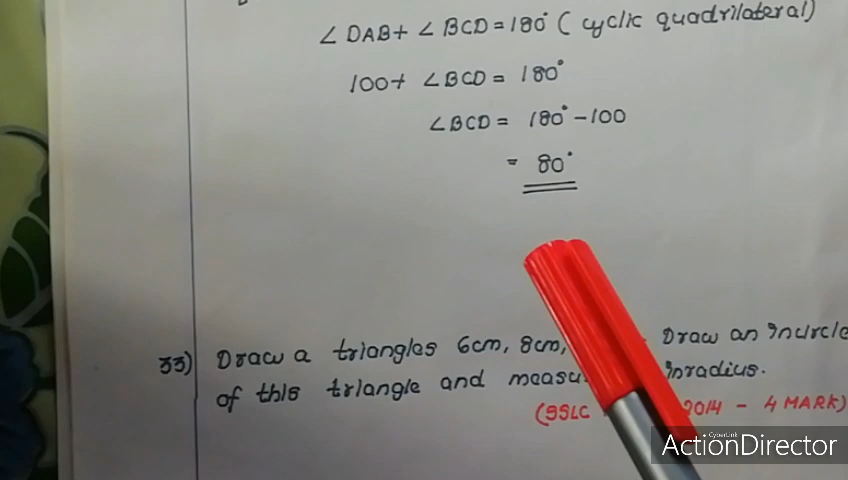 ∠DAB+ ∠BCD=180° (cyclic quadrilateral)
100+ ∠BCD = 180°
∠BCD = 180°-100
= 80°
33) Draw a triangles 6cm, 8cm, Draw an incircle
of this triangle and inradius.
(SSLC 2014 - 4 MARK)
CyberLink
ActionDirector